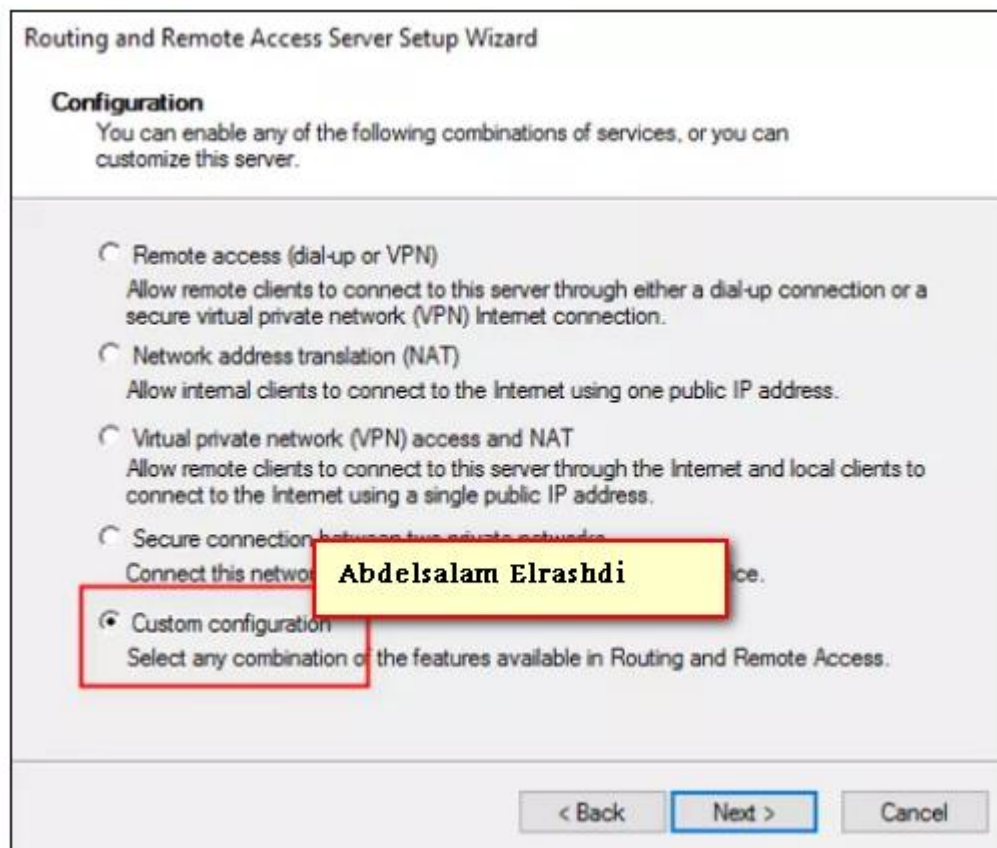 Routing and Remote Access Server Setup Wizard
Configuration
You can enable any of the following combinations of services, or you can
customize this server.
Remote access (dial-up or VPN)
Allow remote clients to connect to this server through either a dial-up connection or a
secure virtual private network (VPN) Internet connection.
Network address translation (NAT)
Allow internal clients to connect to the Internet using one public IP address.
Virtual private network (VPN) access and NAT
Allow remote clients to connect to this server through the Internet and local clients to
connect to the Internet using a single public IP address.
Secure connection between two private networks
Connect this networ
Abdelsalam Elrashdi
ice.
Custom configuration
Select any combination of the features available in Routing and Remote Access.
< Back
Next >
Cancel